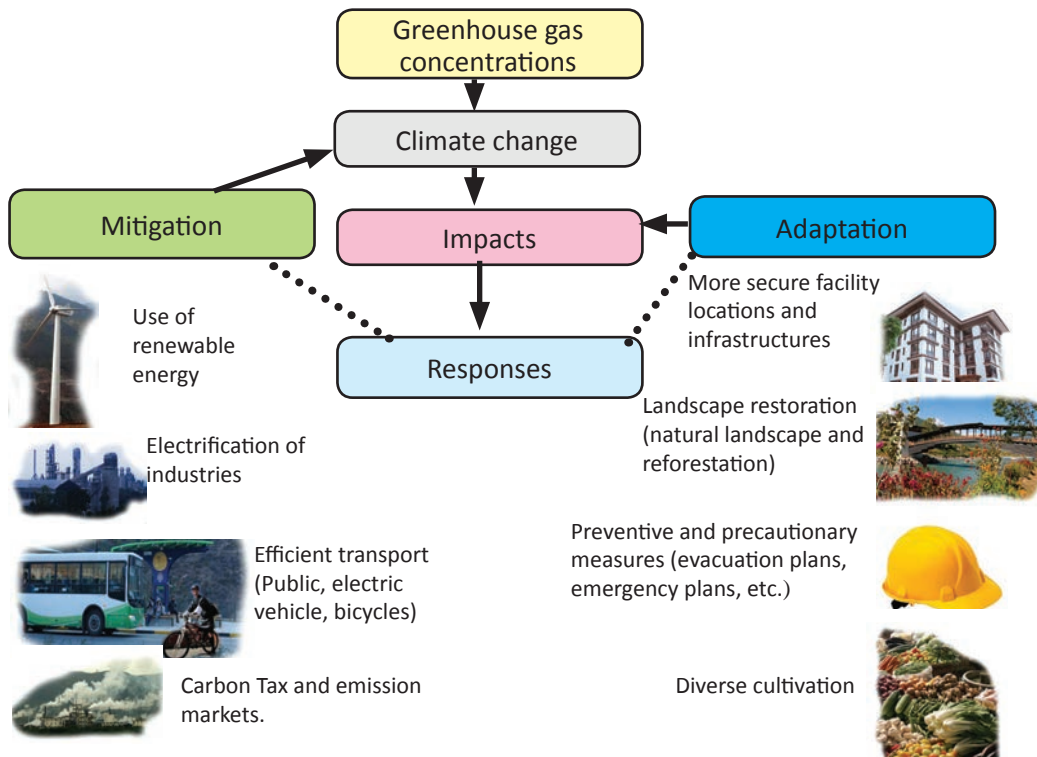 Greenhouse gas
concentrations
Climate change
Mitigation
Impacts
Adaptation
Responses
Use of
renewable
energy
Electrification of
industries
Efficient transport
(Public, electric
vehicle, bicycles)
Carbon Tax and emission
markets.
More secure facility
locations and
infrastructures
Landscape restoration
(natural landscape and
reforestation)
Preventive and precautionary
measures (evacuation plans,
emergency plans, etc.)
Diverse cultivation